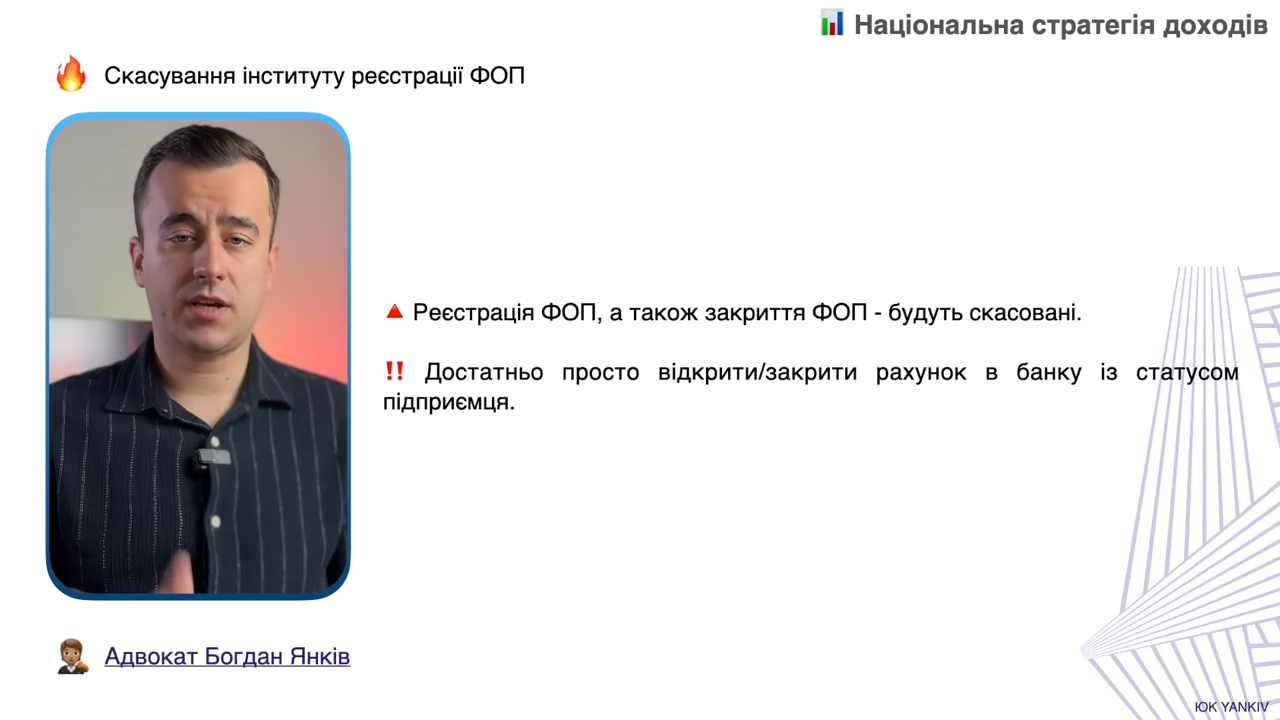 Національна стратегія доходів
Скасування інституту реєстрації ФОП
Реєстрація ФОП, а також закриття ФОП - будуть скасовані.
Достатньо просто відкрити/закрити рахунок в банку із статусом
підприємця.
Адвокат Богдан Янків
ЮК YANKIV